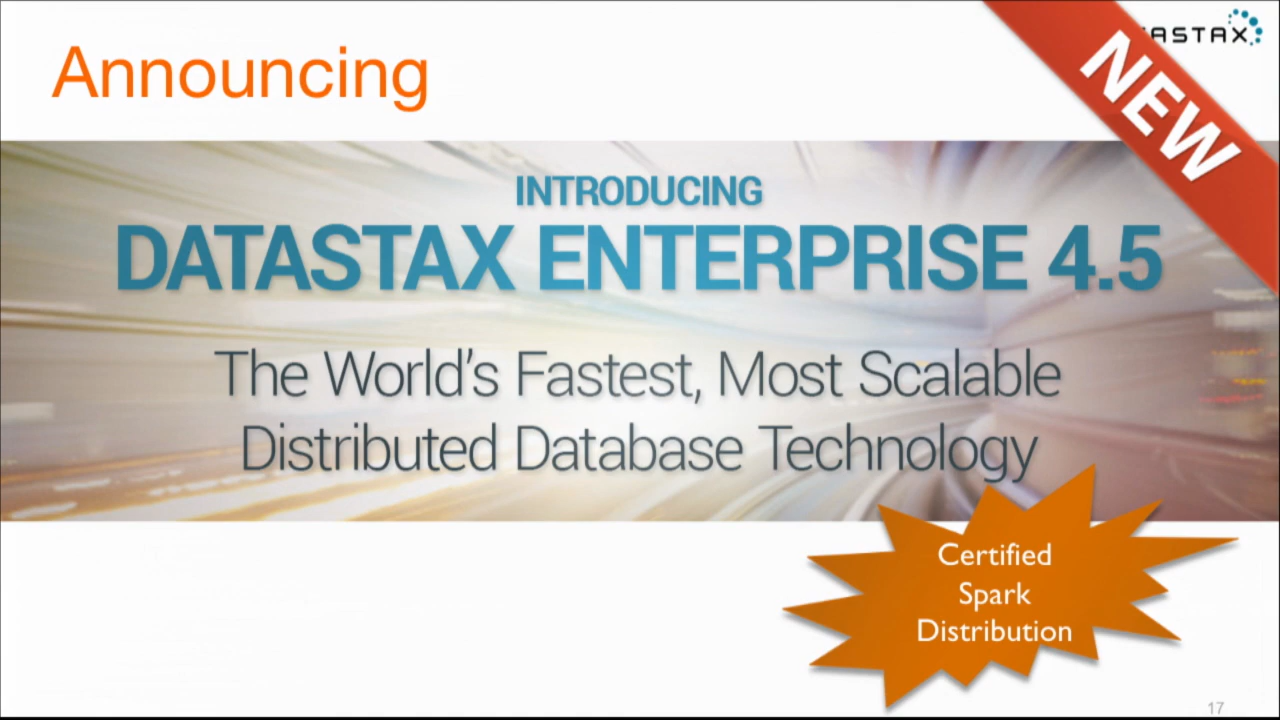 Announcing
ASTAX
NEW
INTRODUCING
DATASTAX ENTERPRISE 4.5
The World's Fastest, Most Scalable
Distributed Database Technology
Certified
Spark
Distribution
17